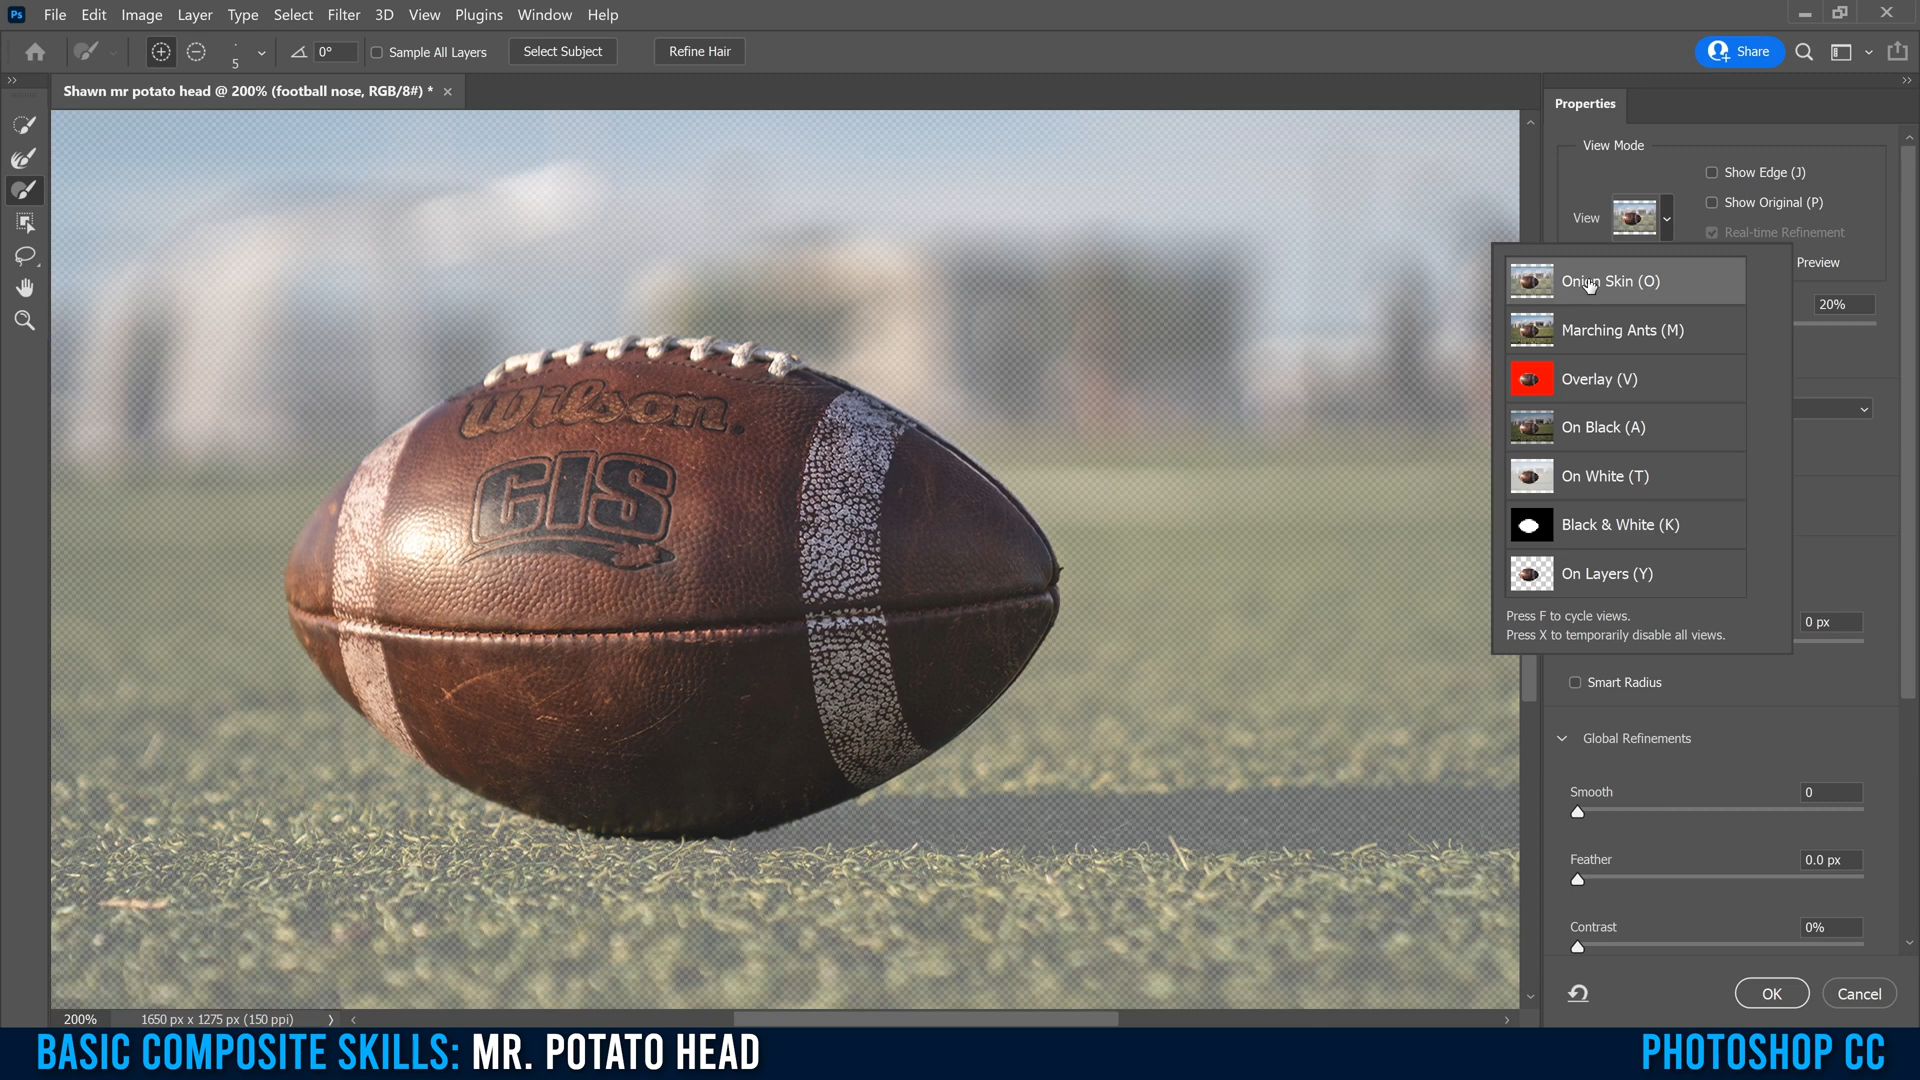 Ps File Edit Image Layer Type Select Filter 3D View Plugins Window Help
5 0° Sample All Layers Select Subject Refine Hair Share
Shawn mr potato head @ 200% (football nose, RGB/8#) * ×
Properties
View Mode
Show Edge (J)
Show Original (P)
View
Real-time Refinement
Preview
20%
Onion Skin (O)
Marching Ants (M)
Overlay (V)
On Black (A)
On White (T)
Black & White (K)
On Layers (Y)
Press F to cycle views.
Press X to temporarily disable all views.
0 px
Smart Radius
Global Refinements
Smooth 0
Feather 0.0 px
Contrast 0%
OK Cancel
Wilson
CIS
200% 1650 px x 1275 px (150 ppi)
BASIC COMPOSITE SKILLS: MR. POTATO HEAD
PHOTOSHOP CC